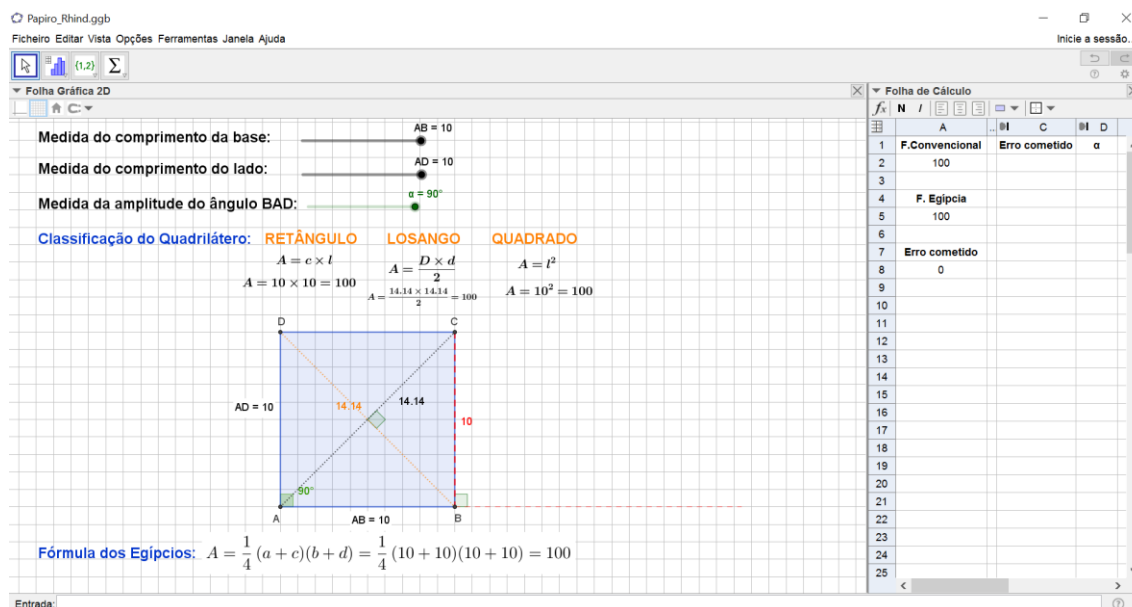 Papiro_Rhind.ggb
Ficheiro Editar Vista Opções Ferramentas Janela Ajuda
Inicie a sessão..
{1,2} Σ
Folha Gráfica 2D
Medida do comprimento da base:
AB = 10
Medida do comprimento do lado:
AD = 10
Medida da amplitude do ângulo BAD:
α = 90°
Classificação do Quadrilátero: RETÂNGULO LOSANGO QUADRADO
A = c × l
A = 10 × 10 = 100
A = D × d / 2
A = 14.14 × 14.14 / 2 = 100
A = l²
A = 10² = 100
D C
AD = 10
14.14
14.14
10
90°
A B
AB = 10
Fórmula dos Egípcios: A = 1/4 (a + c)(b + d) = 1/4 (10 + 10)(10 + 10) = 100
Entrada:
Folha de Cálculo
fx N I
A C D
1 F.Convencional Erro cometido α
2 100
3
4 F. Egipcia
5 100
6
7 Erro cometido
8 0
9
10
11
12
13
14
15
16
17
18
19
20
21
22
23
24
25